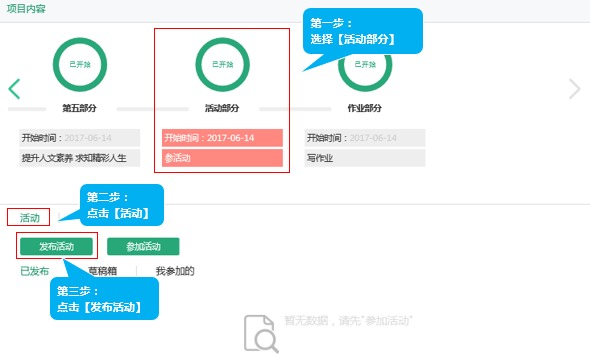 项目内容
第一步：
选择【活动部分】
已开始
已开始
已开始
第五部分
活动部分
作业部分
开始时间：2017-06-14
开始时间：2017-06-14
开始时间：2017-06-14
提升人文素养 求知精彩人生
参活动
写作业
第二步：
点击【活动】
活动
发布活动
参加活动
已发布
草稿箱
我参加的
第三步：
点击【发布活动】
暂无数据，请先"参加活动"